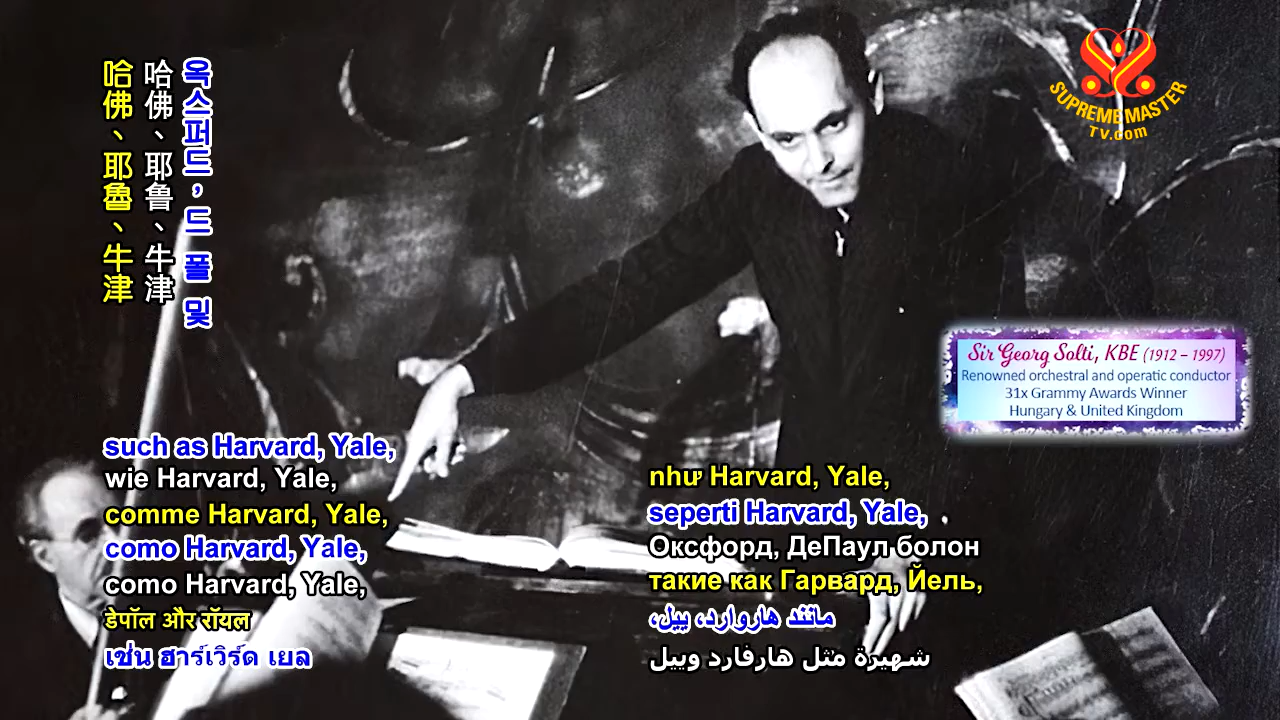 哈佛、耶魯、牛津
哈佛、耶鲁、牛津
옥스퍼드, 드 폴 및
SUPREME MASTER
TV.com
Sir Georg Solti, KBE (1912 – 1997)
Renowned orchestral and operatic conductor
31x Grammy Awards Winner
Hungary & United Kingdom
such as Harvard, Yale,
wie Harvard, Yale,
comme Harvard, Yale,
como Harvard, Yale,
como Harvard, Yale,
डेपॉल और रॉयल
เช่น ฮาร์เวิร์ด เยล
như Harvard, Yale,
seperti Harvard, Yale,
Оксфорд, ДеПаул болон
такие как Гарвард, Йель,
مانند هاروارد، ییل،
شهيرة مثل هارفارد وييل